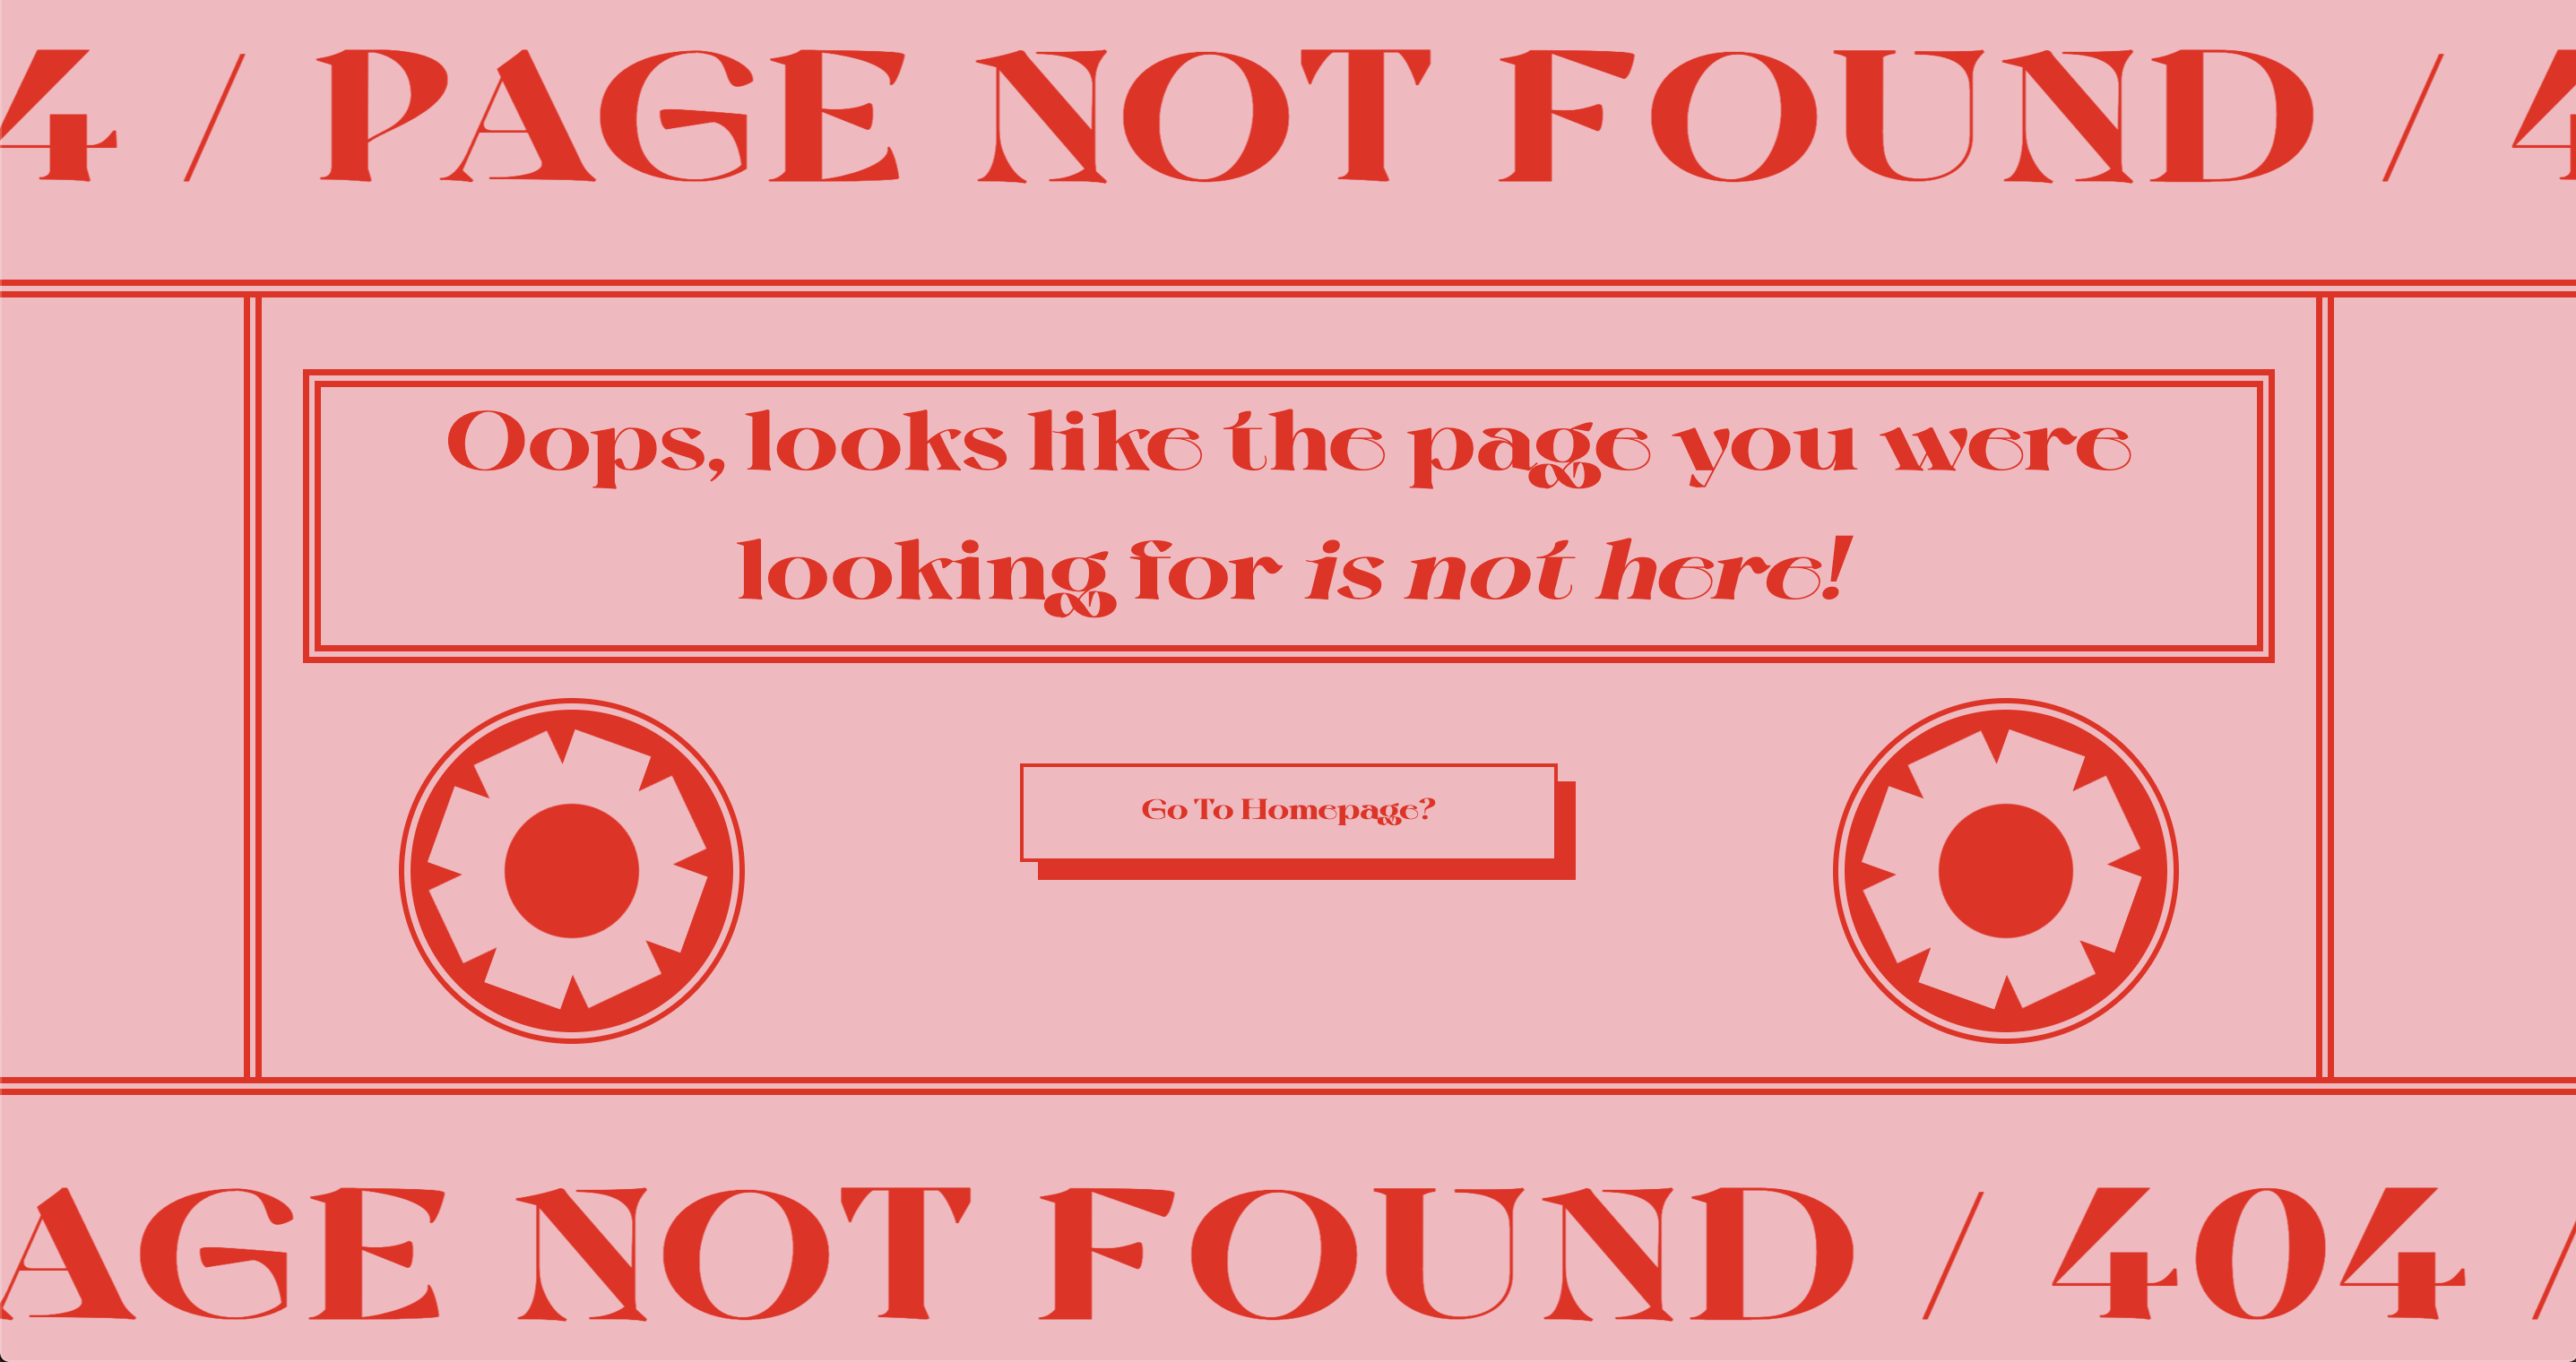 4 / PAGE NOT FOUND / 4
Oops, looks like the page you were
looking for is not here!
Go To Homepage?
AGE NOT FOUND / 404 /